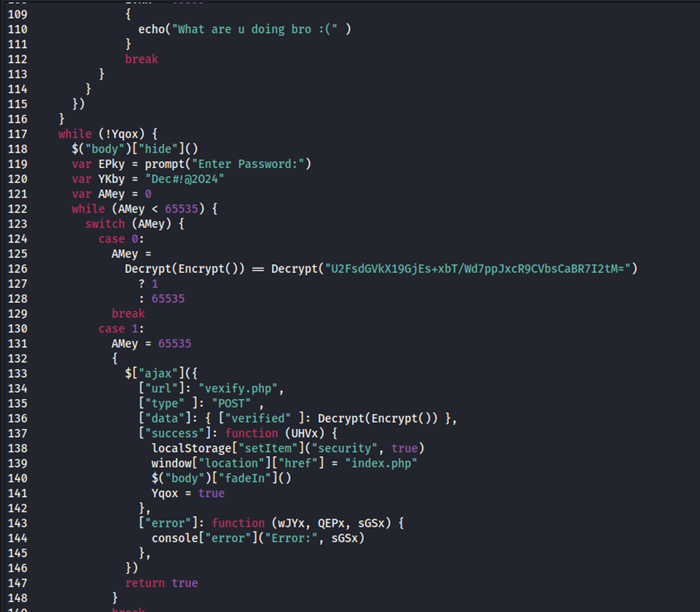 109 {
110 echo("What are u doing bro :(" )
111 }
112 break
113 }
114 }
115 })
116 }
117 while (!Yqox) {
118 $("body")["hide"]()
119 var EPky = prompt("Enter Password:")
120 var YKby = "Dec#!@2O24"
121 var AMey = 0
122 while (AMey < 65535) {
123 switch (AMey) {
124 case 0:
125 AMey =
126 Decrypt(Encrypt()) == Decrypt("U2FsdGVkX19GjEs+xbT/Wd7ppJxcR9CVbsCaBR7I2tM=")
127 ? 1
128 : 65535
129 break
130 case 1:
131 AMey = 65535
132 {
133 $["ajax"]({
134 ["url"]: "vexify.php",
135 ["type" ]: "POST" ,
136 ["data"]: { ["verified" ]: Decrypt(Encrypt()) },
137 ["success"]: function (UHVx) {
138 localStorage["setItem"]("security", true)
139 window["location"]["href"] = "index.php"
140 $("body")["fadeIn"]()
141 Yqox = true
142 },
143 ["error"]: function (wJYx, QEPx, sGSx) {
144 console["error"]("Error:", sGSx)
145 },
146 })
147 return true
148 }